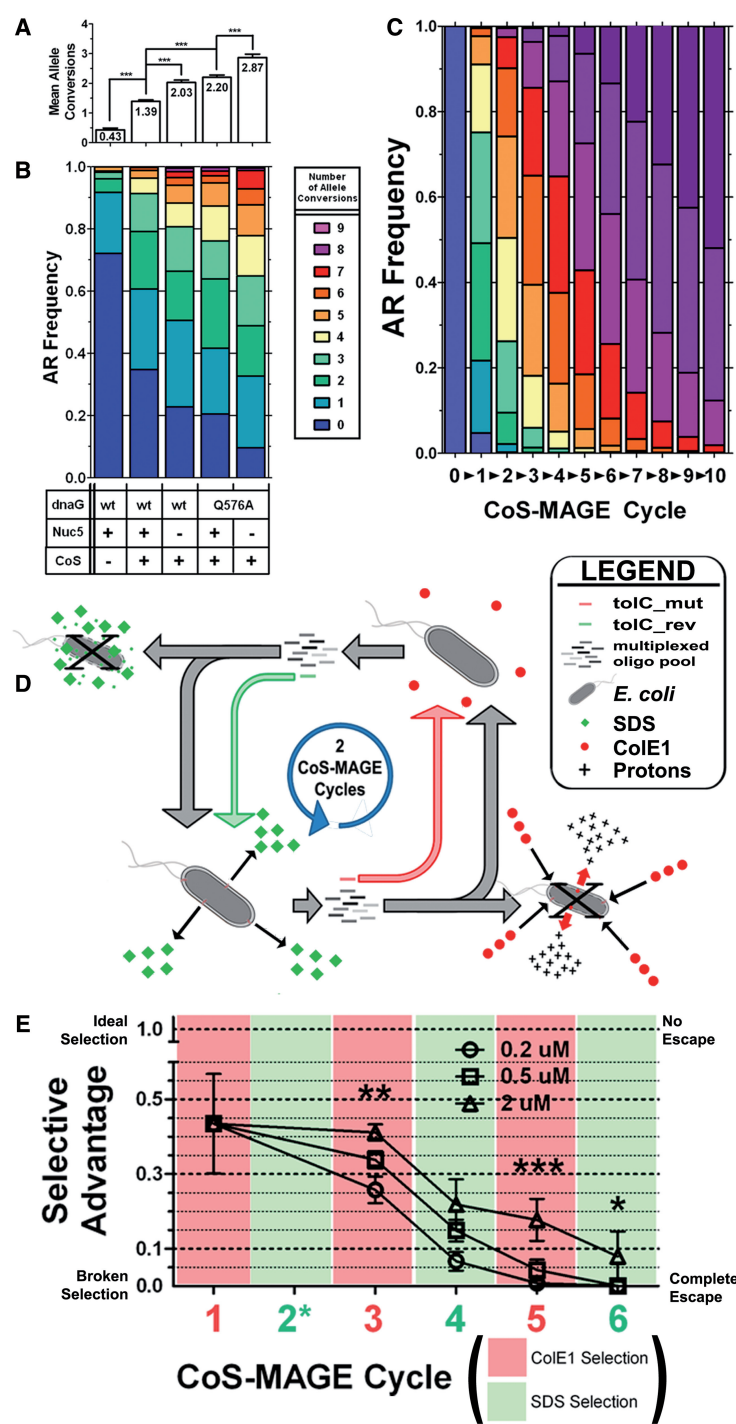 A
Mean Allele
Conversions
4
3
2
1
0
***
***
***
***
0.43
1.39
2.03
2.20
2.87
B
AR Frequency
1.0
0.8
0.6
0.4
0.2
0.0
Number
of Allele
Conversions
9
8
7
6
5
4
3
2
1
0
dnaG wt wt wt Q576A
Nuc5 + + - + -
CoS - + + + +
C
AR Frequency
1.0
0.8
0.6
0.4
0.2
0.0
0►1►2►3►4►5►6►7►8►9►10
CoS-MAGE Cycle
LEGEND
tolC_mut
tolC_rev
multiplexed
oligo pool
E. coli
SDS
ColE1
+ Protons
D
2
CoS-MAGE
Cycles
E
Ideal
Selection
No
Escape
Selective
Advantage
1.0
0.5
0.3
0.1
0.0
0.2 uM
0.5 uM
2 uM
**
***
*
Broken
Selection
Complete
Escape
1 2* 3 4 5 6
CoS-MAGE Cycle
ColE1 Selection
SDS Selection